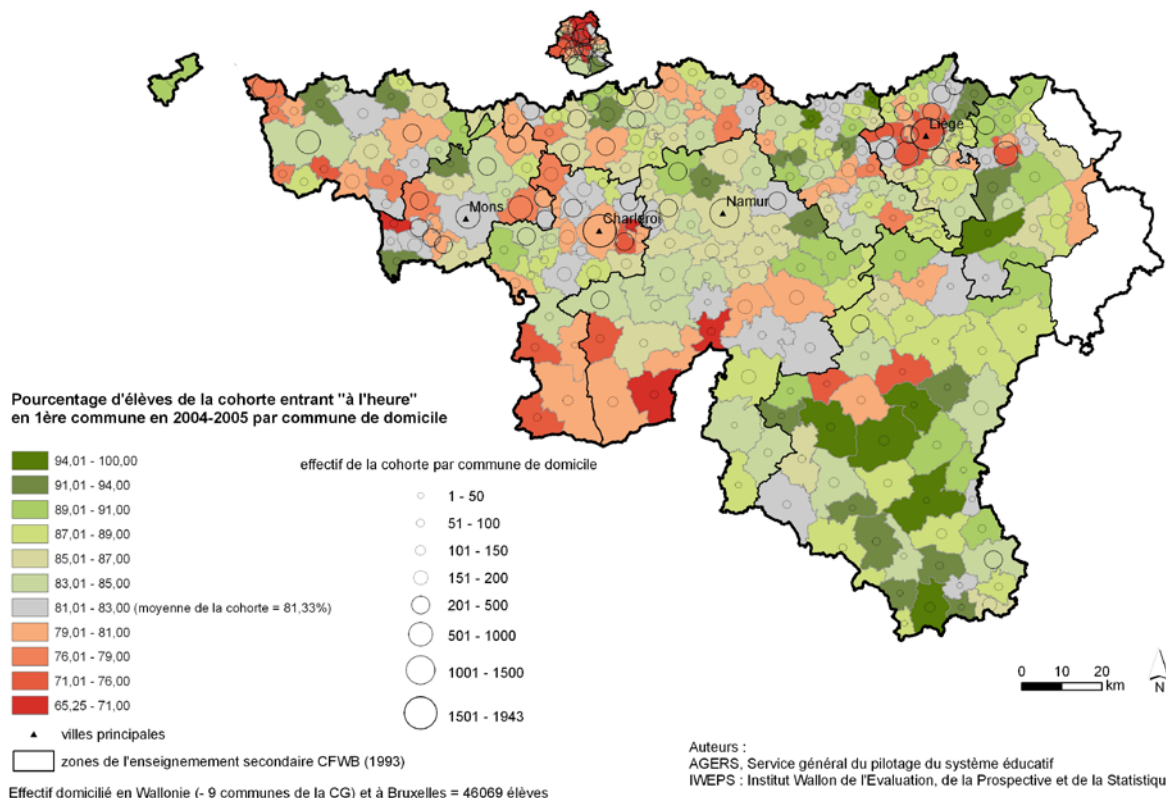 Liège
Namur
Mons
Charleroi
Pourcentage d'élèves de la cohorte entrant "à l'heure"
en 1ère commune en 2004-2005 par commune de domicile
94,01 - 100,00
91,01 - 94,00
89,01 - 91,00
87,01 - 89,00
85,01 - 87,00
83,01 - 85,00
81,01 - 83,00 (moyenne de la cohorte = 81,33%)
79,01 - 81,00
76,01 - 79,00
71,01 - 76,00
65,25 - 71,00
villes principales
zones de l'enseignement secondaire CFWB (1993)
Effectif domicilié en Wallonie (- 9 communes de la CG) et à Bruxelles = 46069 élèves
effectif de la cohorte par commune de domicile
1 - 50
51 - 100
101 - 150
151 - 200
201 - 500
501 - 1000
1001 - 1500
1501 - 1943
0 10 20
km
N
Auteurs :
AGERS, Service général du pilotage du système éducatif
IWEPS : Institut Wallon de l'Evaluation, de la Prospective et de la Statistiqu